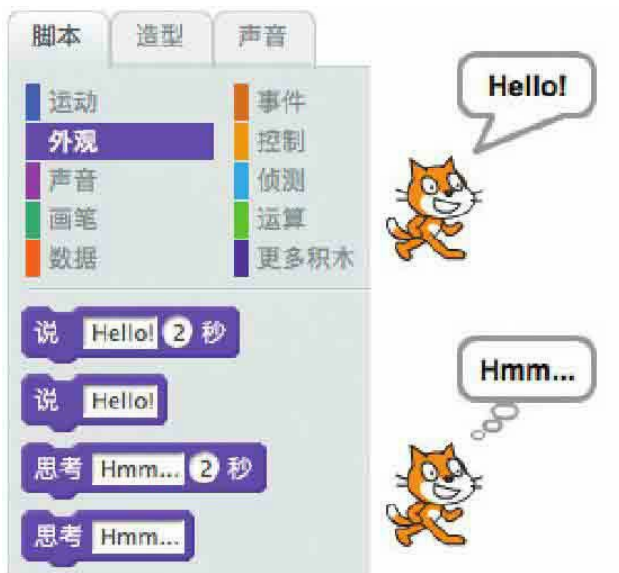 脚本 造型 声音
运动 事件
外观 控制
声音 侦测
画笔 运算
数据 更多积木
说 Hello! 2 秒
说 Hello!
思考 Hmm... 2 秒
思考 Hmm...
Hello!
Hmm...